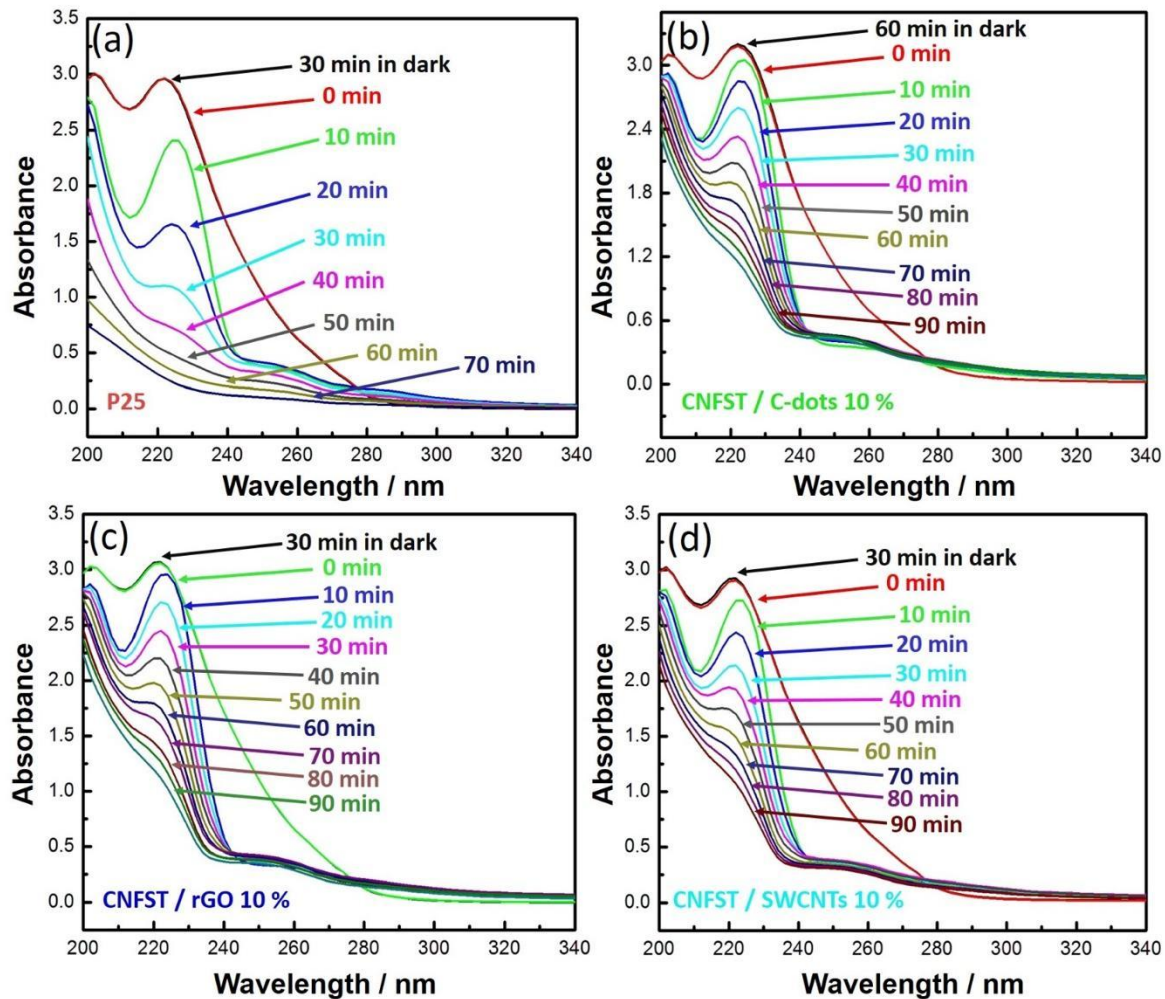 (a)
3.5
3.0
2.5
2.0
1.5
1.0
0.5
0.0
Absorbance
30 min in dark
0 min
10 min
20 min
30 min
40 min
50 min
60 min
70 min
P25
200 220 240 260 280 300 320 340
Wavelength / nm
(b)
3.6
3.0
2.4
1.8
1.2
0.6
0.0
Absorbance
60 min in dark
0 min
10 min
20 min
30 min
40 min
50 min
60 min
70 min
80 min
90 min
CNFST / C-dots 10 %
200 220 240 260 280 300 320 340
Wavelength / nm
(c)
3.5
3.0
2.5
2.0
1.5
1.0
0.5
0.0
Absorbance
30 min in dark
0 min
10 min
20 min
30 min
40 min
50 min
60 min
70 min
80 min
90 min
CNFST / rGO 10 %
200 220 240 260 280 290 310 340
Wavelength / nm
(d)
3.5
3.0
2.5
2.0
1.5
1.0
0.5
0.0
Absorbance
30 min in dark
0 min
10 min
20 min
30 min
40 min
50 min
60 min
70 min
80 min
90 min
CNFST / SWCNTs 10 %
200 220 240 260 280 290 310 340
Wavelength / nm